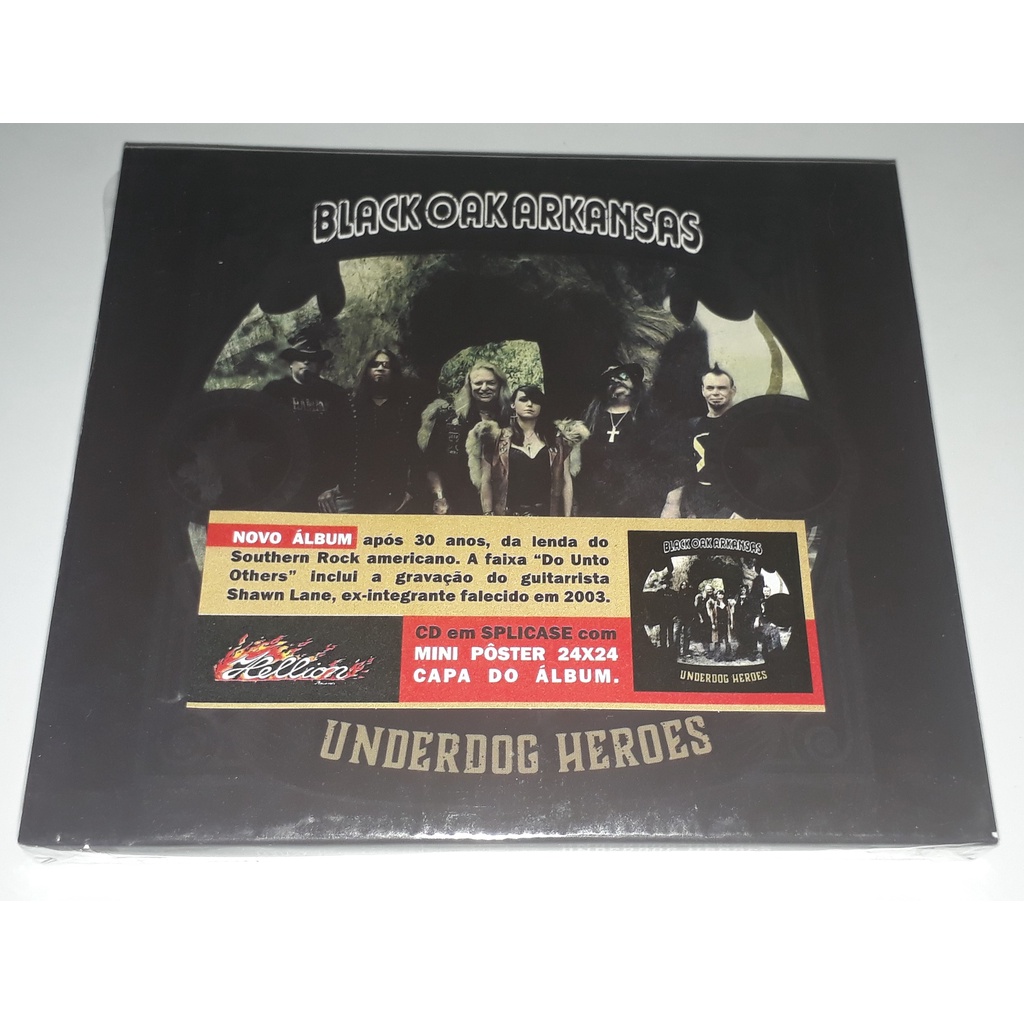 BLACK OAK ARKANSAS
NOVO ÁLBUM após 30 anos, da lenda do
Southern Rock americano. A faixa “Do Unto
Others” inclui a gravação do guitarrista
Shawn Lane, ex-integrante falecido em 2003.
Hellion
CD em SPLICASE com
MINI PÔSTER 24X24
CAPA DO ÁLBUM.
BLACK OAK ARKANSAS
UNDERDOG HEROES
UNDERDOG HEROES